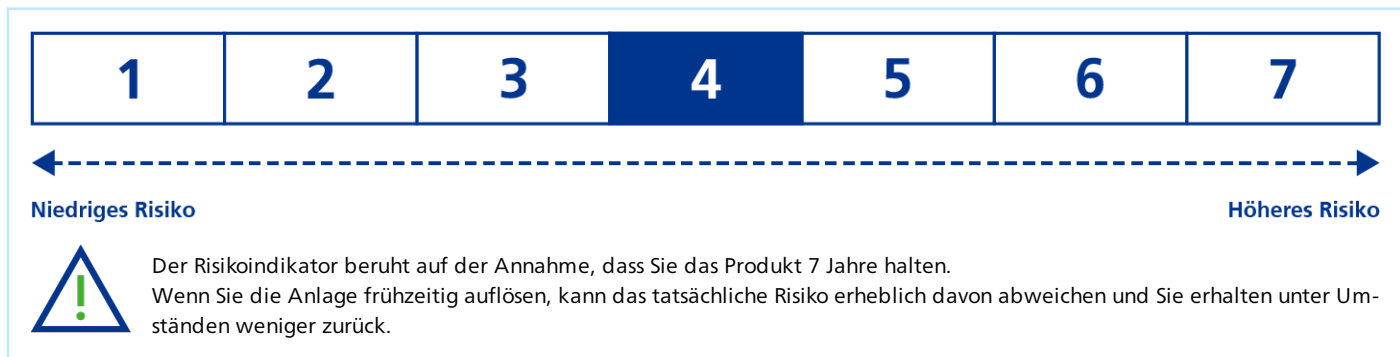 1 2 3 4 5 6 7
Niedriges Risiko Höheres Risiko
Der Risikoindikator beruht auf der Annahme, dass Sie das Produkt 7 Jahre halten.
Wenn Sie die Anlage frühzeitig auflösen, kann das tatsächliche Risiko erheblich davon abweichen und Sie erhalten unter Um-
ständen weniger zurück.